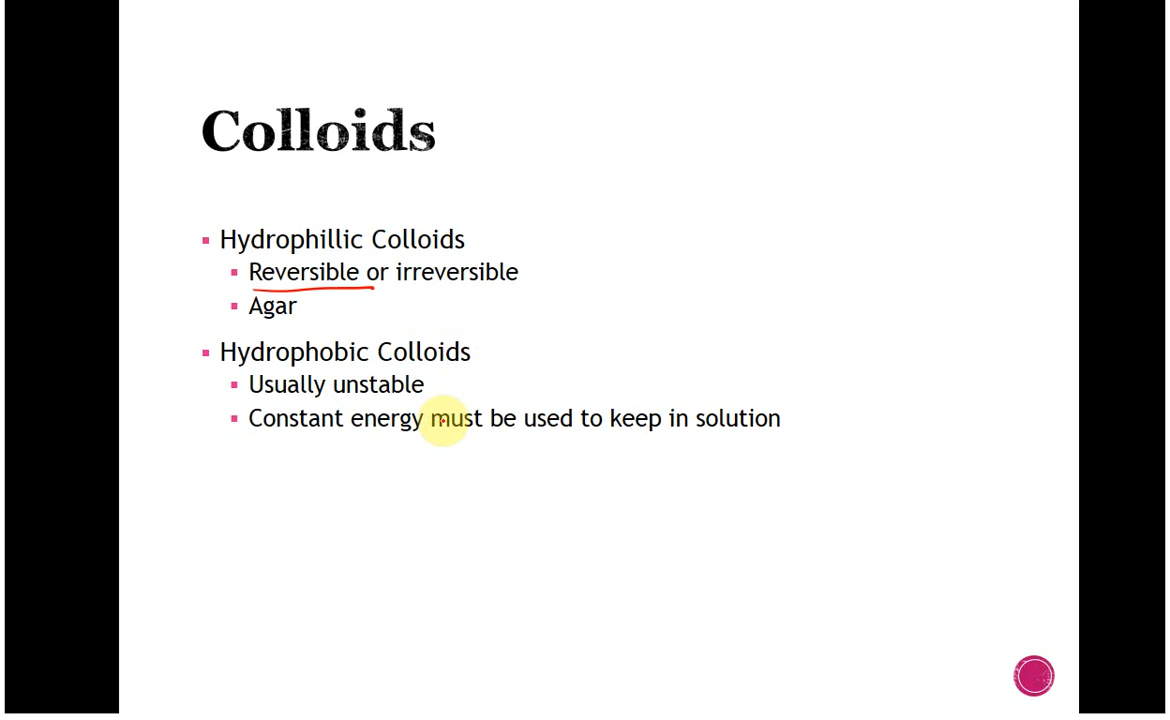 Colloids
Hydrophillic Colloids
Reversible or irreversible
Agar
Hydrophobic Colloids
Usually unstable
Constant energy must be used to keep in solution